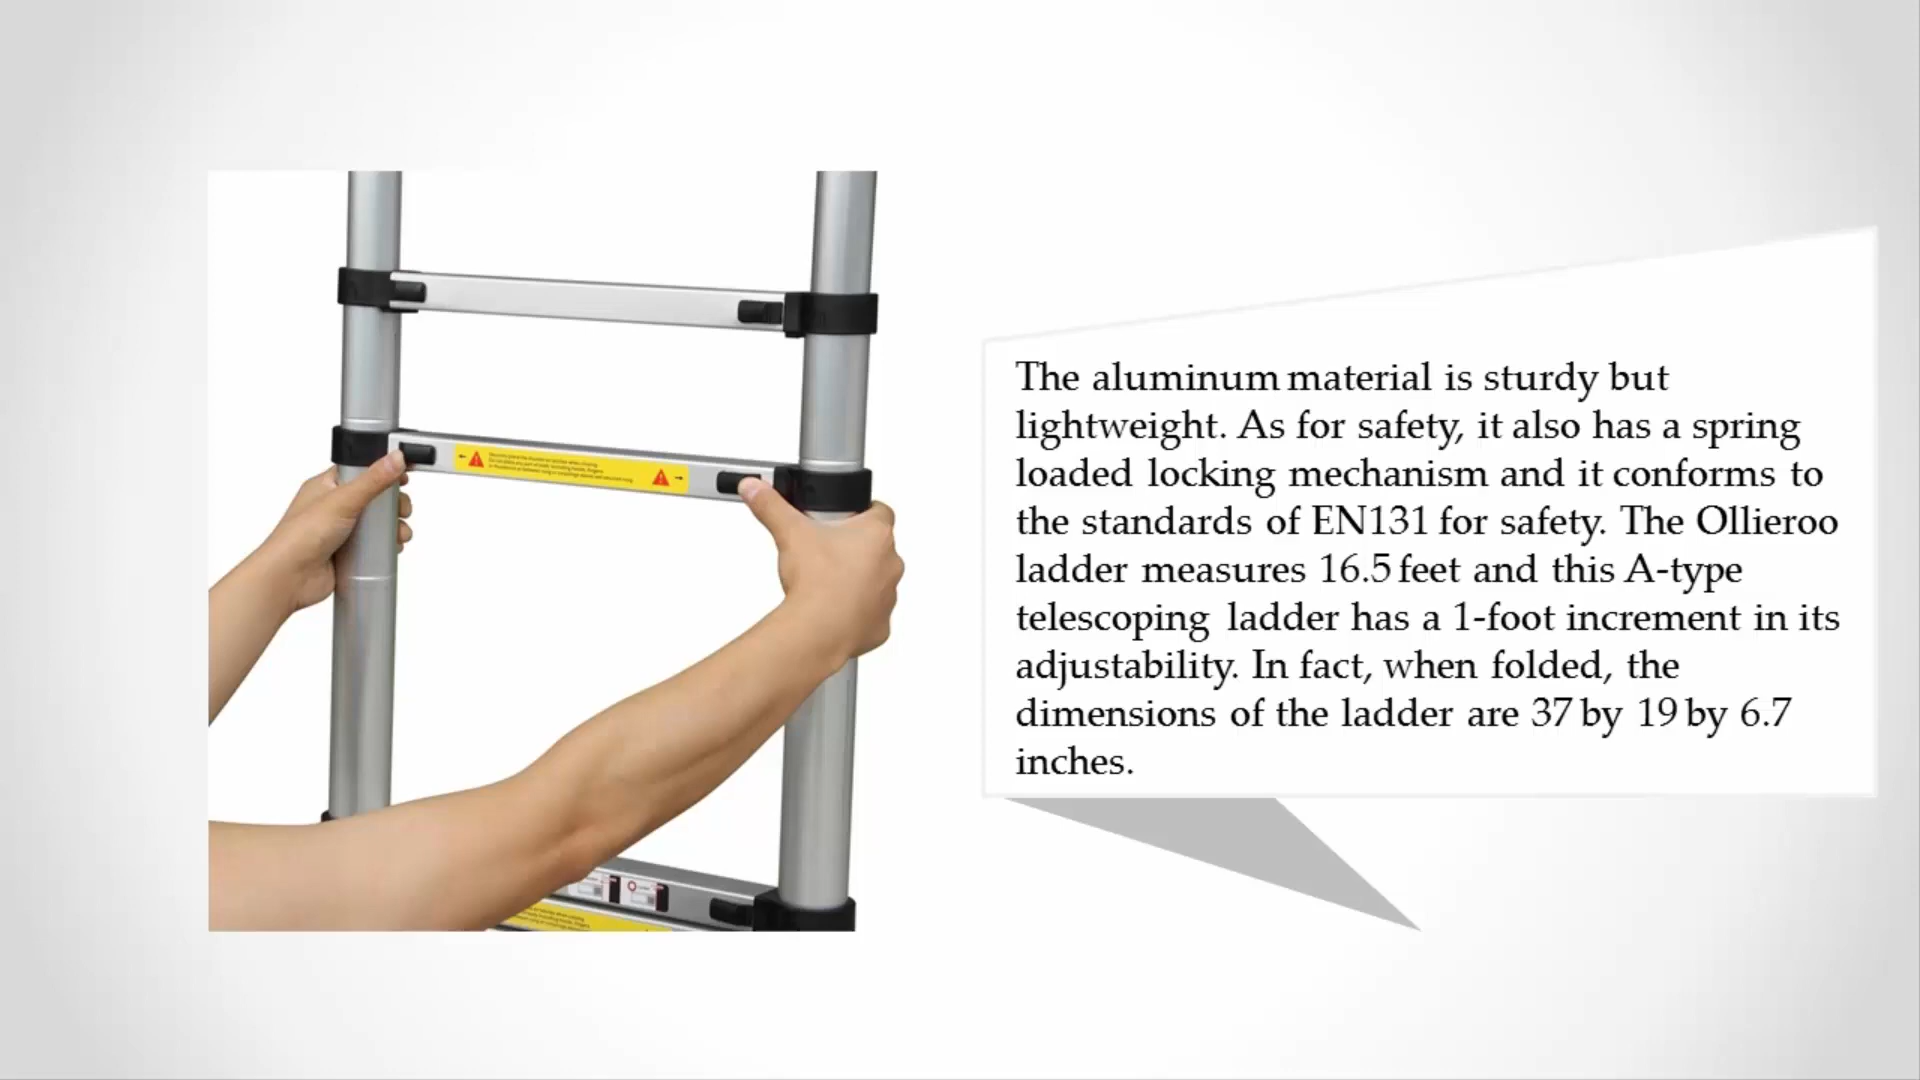 The aluminum material is sturdy but
lightweight. As for safety, it also has a spring
loaded locking mechanism and it conforms to
the standards of EN131 for safety. The Ollieroo
ladder measures 16.5 feet and this A-type
telescoping ladder has a 1-foot increment in its
adjustability. In fact, when folded, the
dimensions of the ladder are 37 by 19 by 6.7
inches.